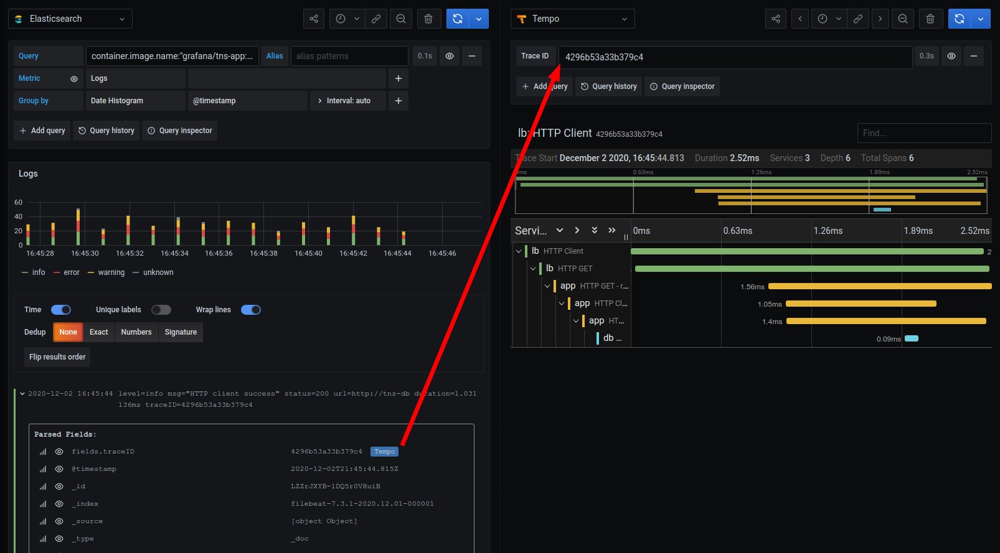 Elasticsearch
Query
container.image.name:"grafana/tns-app:...
Alias
alias patterns
0.1s
Metric
Logs
Group by
Date Histogram
@timestamp
Interval: auto
Add query
Query history
Query inspector
Logs
60
40
20
0
16:45:28
16:45:30
16:45:32
16:45:34
16:45:36
16:45:38
16:45:40
16:45:42
16:45:44
16:45:46
info
error
warning
unknown
Time
Unique labels
Wrap lines
Dedup
None
Exact
Numbers
Signature
Flip results order
2020-12-02 16:45:44 level=info msg="HTTP client success" status=200 url=http://tns-db duration=1.031
136ms traceID=4296b53a33b379c4
Parsed Fields:
fields.traceID
4296b53a33b379c4
Tempo
@timestamp
2020-12-02T21:45:44.815Z
_id
LZZrJXYB-1DQ5r0VHuiB
_index
filebeat-7.3.1-2020.12.01-000001
_source
[object Object]
_type
_doc
Tempo
Trace ID
4296b53a33b379c4
0.3s
Add query
Query history
Query inspector
lb: HTTP Client 4296b53a33b379c4
Find...
Trace Start December 2 2020, 16:45:44.813
Duration 2.52ms
Services 3
Depth 6
Total Spans 6
0.63ms
1.26ms
1.89ms
2.52ms
Servi...
0ms
0.63ms
1.26ms
1.89ms
2.52ms
lb HTTP Client
2
lb HTTP GET
app HTTP GET - r...
1.56ms
app HTTP Cl...
1.05ms
app HT...
1.4ms
db ...
0.09ms